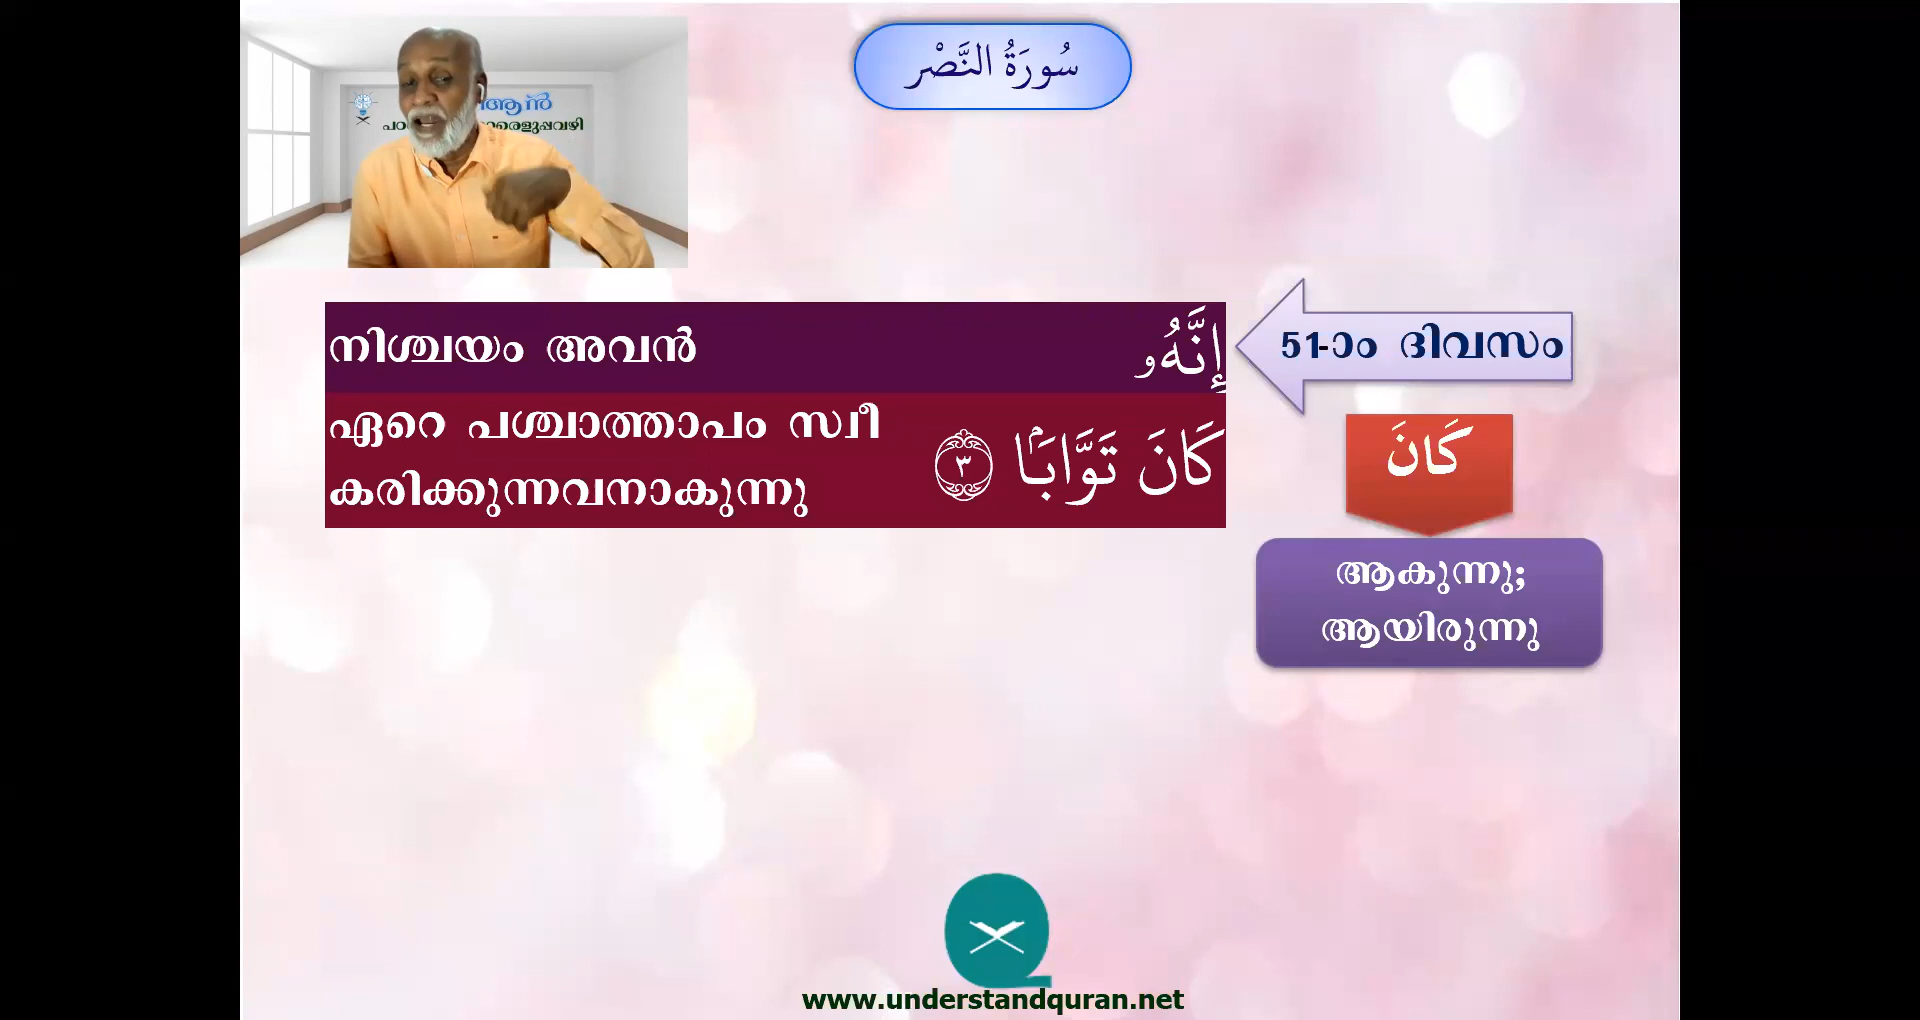 ആൻ
سُورَةُ النَّصْر
നിശ്ചയം അവൻ
إِنَّهُۥ
51-ാം ദിവസം
ഏറെ പശ്ചാത്താപം സ്വീ
കരിക്കുന്നവനാകുന്നു
كَانَ تَوَّابَۢا ٣
كَانَ
ആകുന്നു;
ആയിരുന്നു
www.understandquran.net